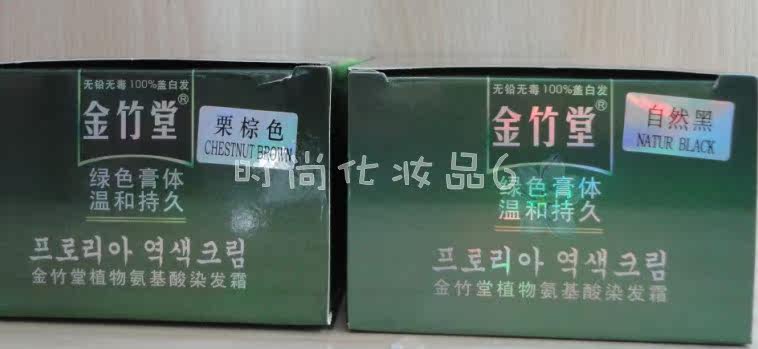 无铅无毒100%盖白发
金竹堂®
栗棕色
CHESTNUT BROWN
绿色膏体
温和持久
프로리아 역색크림
金竹堂植物氨基酸染发霜
无铅无毒100%盖白发
金竹堂®
自然黑
NATUR BLACK
绿色膏体
温和持久
프로리아 역색크림
金竹堂植物氨基酸染发霜
时尚化妆品6